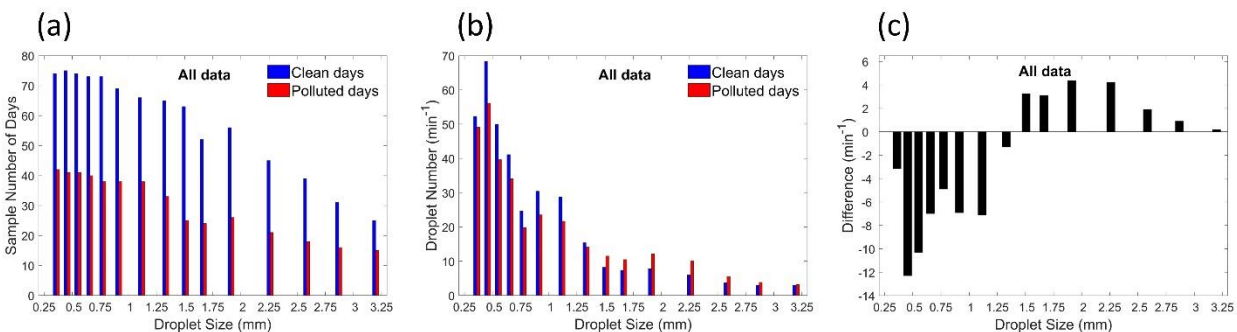 (a)
80
70
60
50
40
30
20
10
0
Sample Number of Days
All data
Clean days
Polluted days
0.25 0.5 0.75 1 1.25 1.5 1.75 2 2.25 2.5 2.75 3 3.25
Droplet Size (mm)
(b)
70
60
50
40
30
20
10
0
Droplet Number (min⁻¹)
All data
Clean days
Polluted days
0.25 0.5 0.75 1 1.25 1.5 1.75 2 2.25 2.5 2.75 3 3.25
Droplet Size (mm)
(c)
6
4
2
0
-2
-4
-6
-8
-10
-12
-14
Difference (min⁻¹)
All data
0.25 0.5 0.75 1 1.25 1.5 1.75 2 2.25 2.5 2.75 3 3.25
Droplet Size (mm)